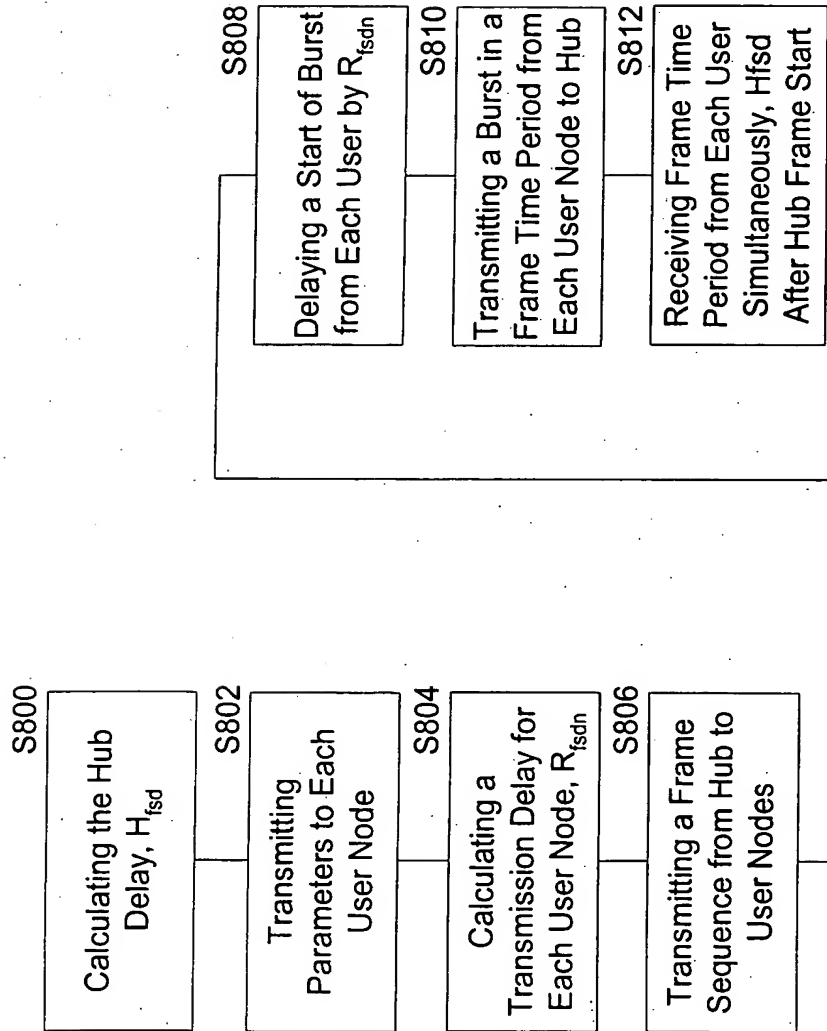 S800
Calculating the Hub
Delay, Hfsd
S802
Transmitting
Parameters to Each
User Node
S804
Calculating a
Transmission Delay for
Each User Node, Rfsdn
S806
Transmitting a Frame
Sequence from Hub to
User Nodes
S808
Delaying a Start of Burst
from Each User by Rfsdn
S810
Transmitting a Burst in a
Frame Time Period from
Each User Node to Hub
S812
Receiving Frame Time
Period from Each User
Simultaneously, Hfsd
After Hub Frame Start